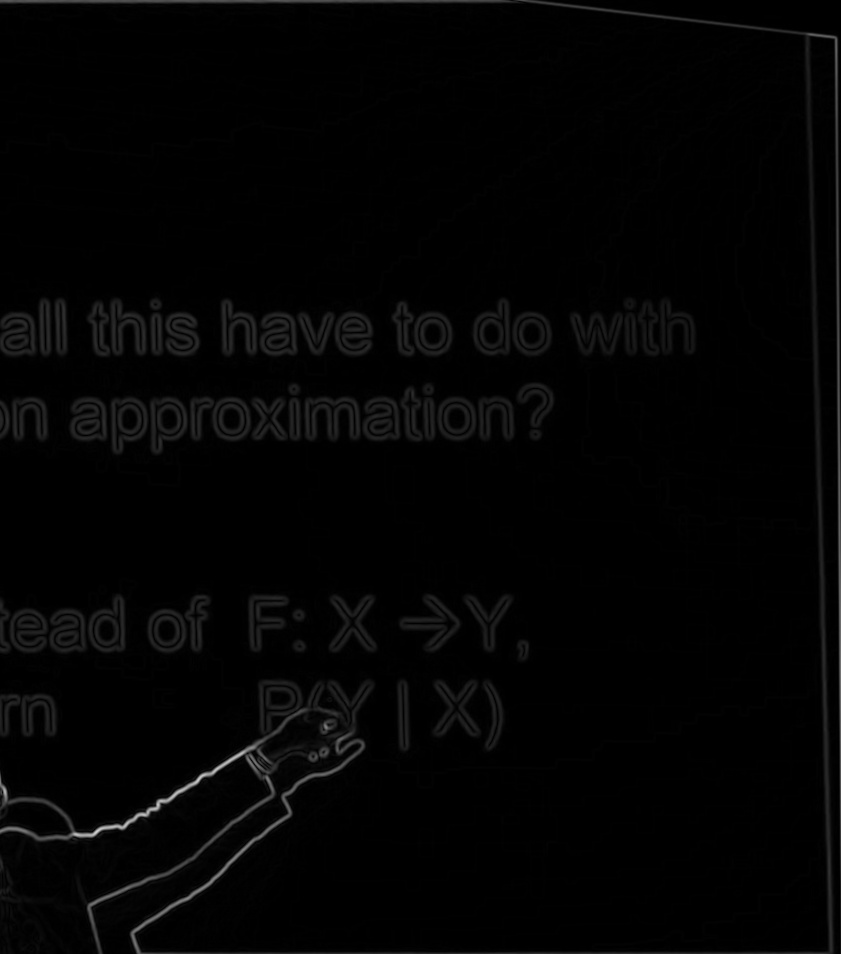 all this have to do with
on approximation?
tead of F: X →Y,
rn P(Y | X)